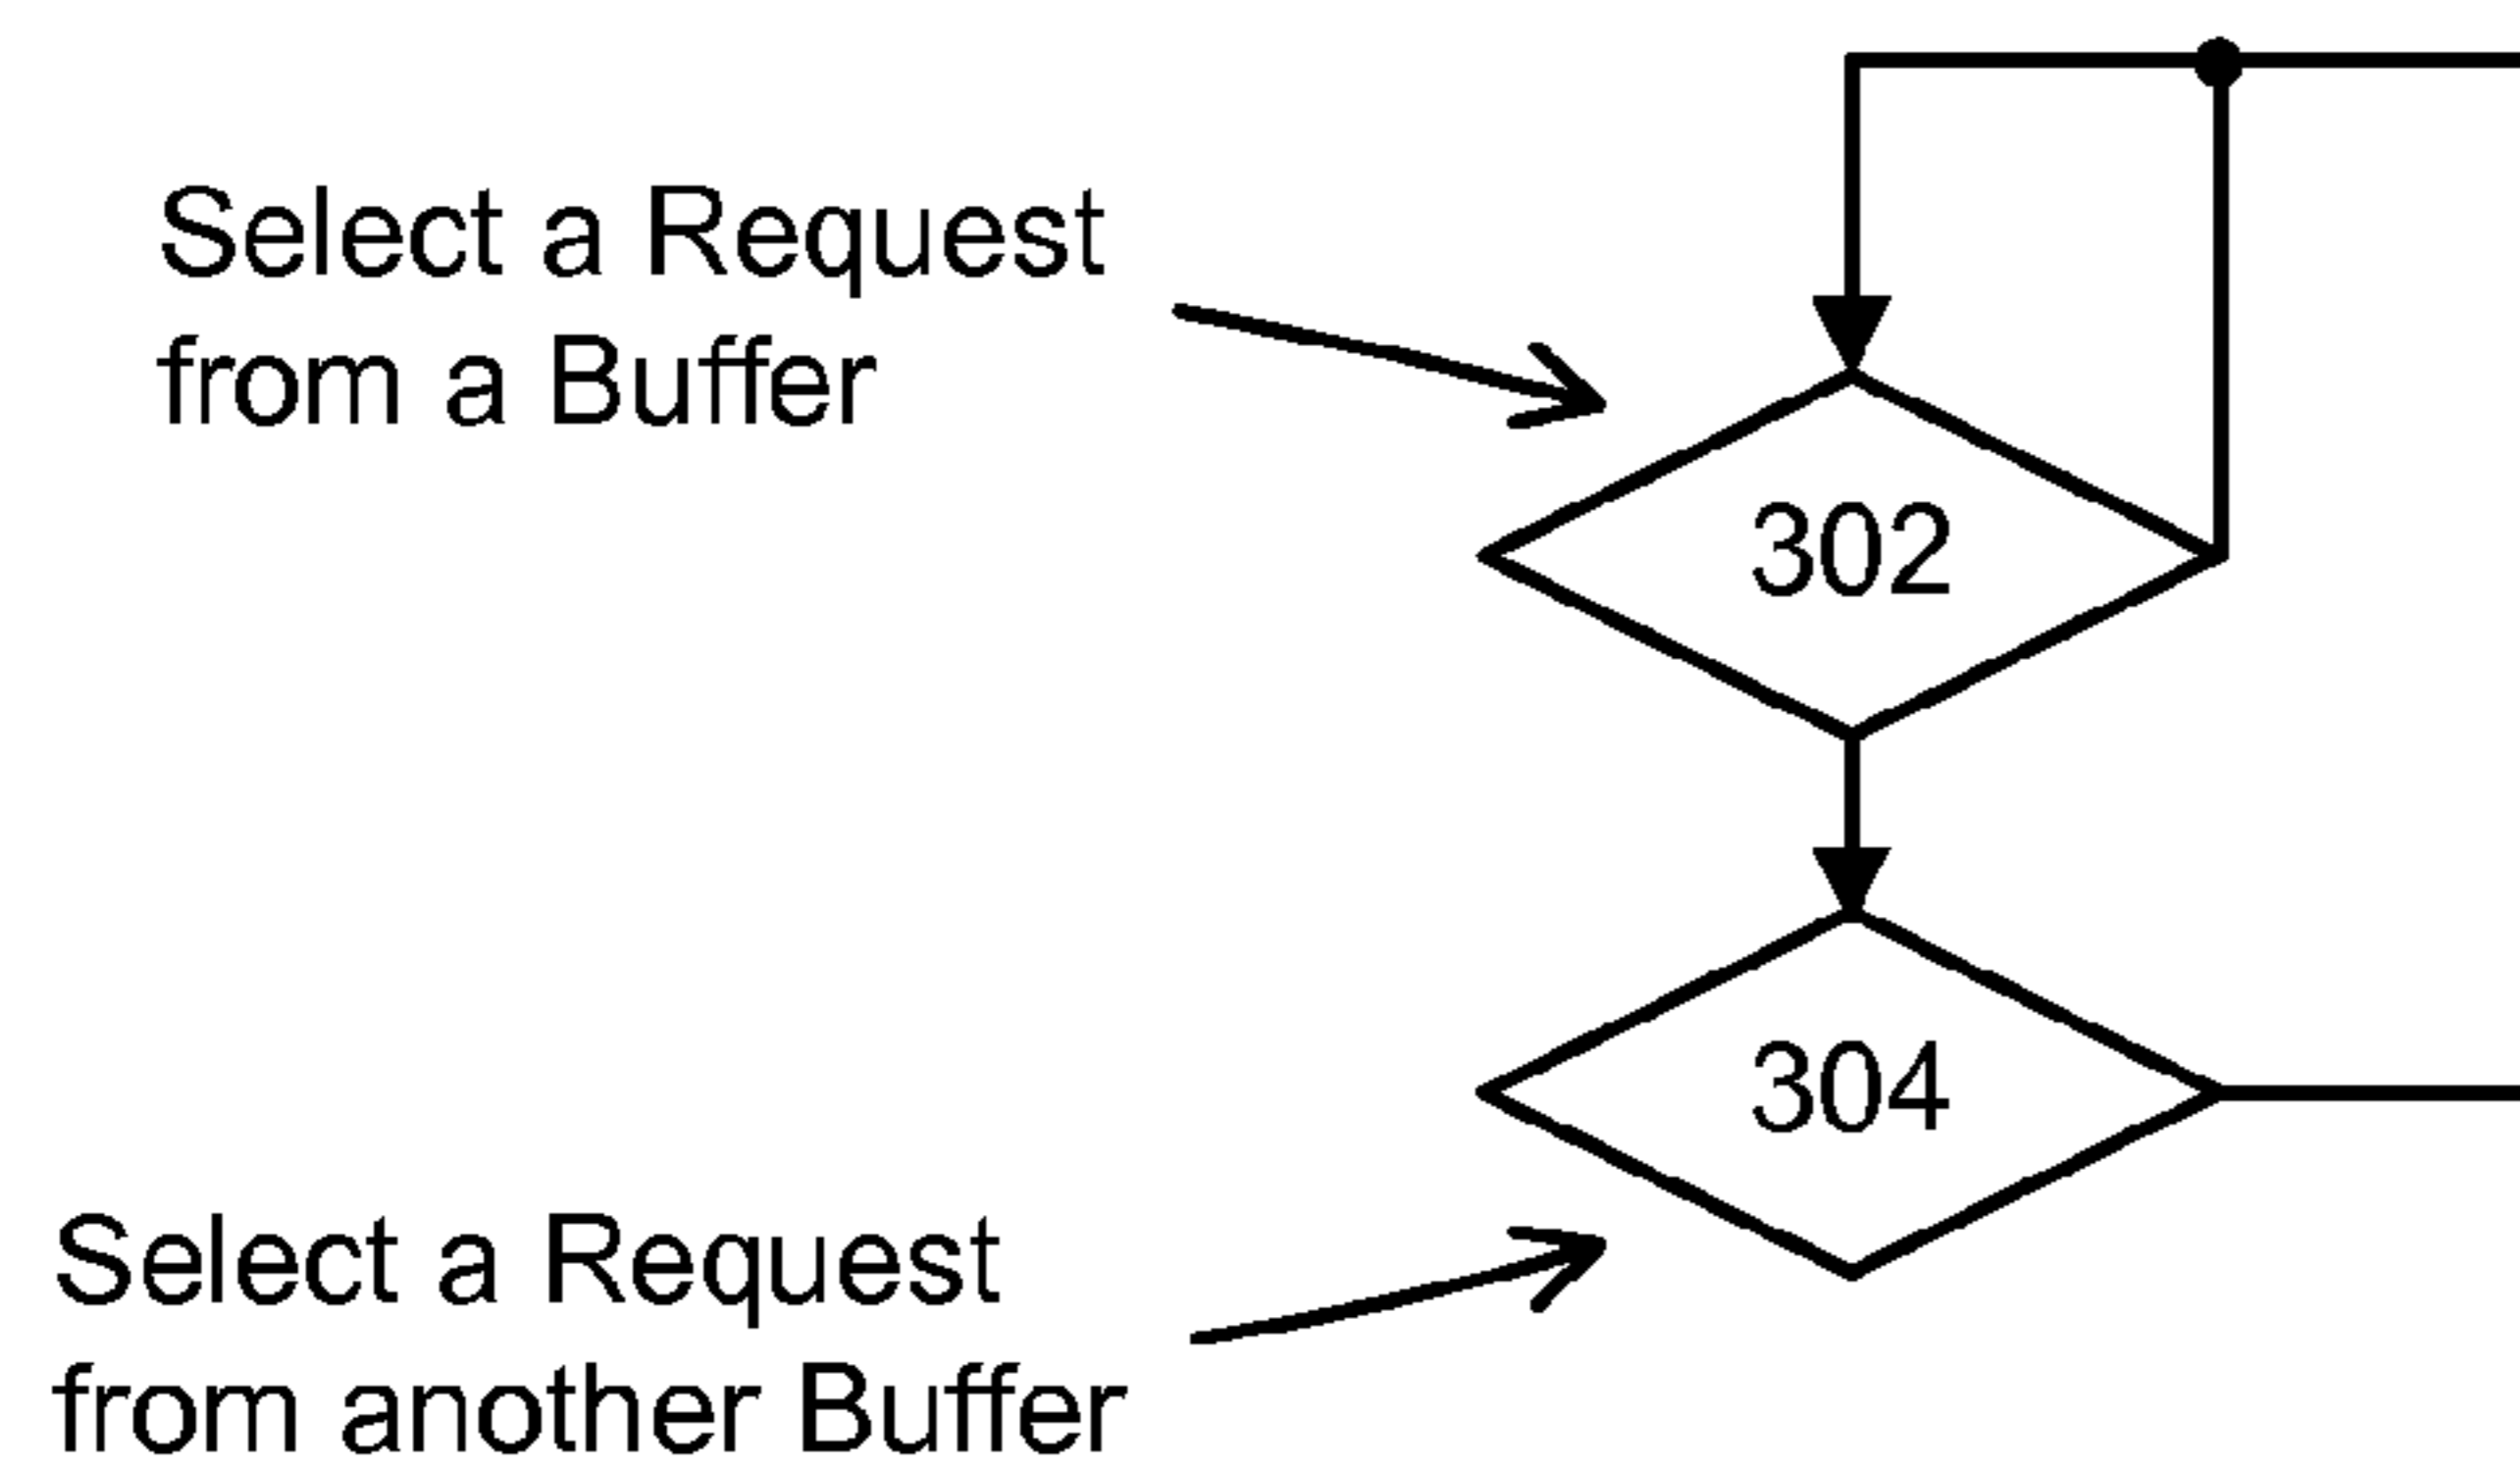 Select a Request
from a Buffer
302
304
Select a Request
from another Buffer